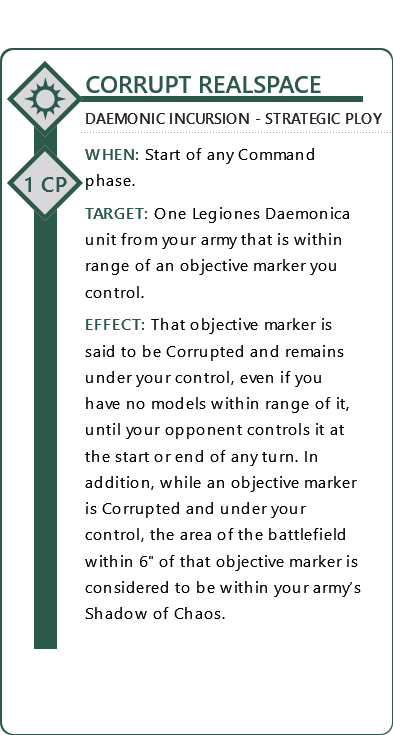 CORRUPT REALSPACE
DAEMONIC INCURSION - STRATEGIC PLOY
1 CP
WHEN: Start of any Command
phase.
TARGET: One Legiones Daemonica
unit from your army that is within
range of an objective marker you
control.
EFFECT: That objective marker is
said to be Corrupted and remains
under your control, even if you
have no models within range of it,
until your opponent controls it at
the start or end of any turn. In
addition, while an objective marker
is Corrupted and under your
control, the area of the battlefield
within 6" of that objective marker is
considered to be within your army’s
Shadow of Chaos.